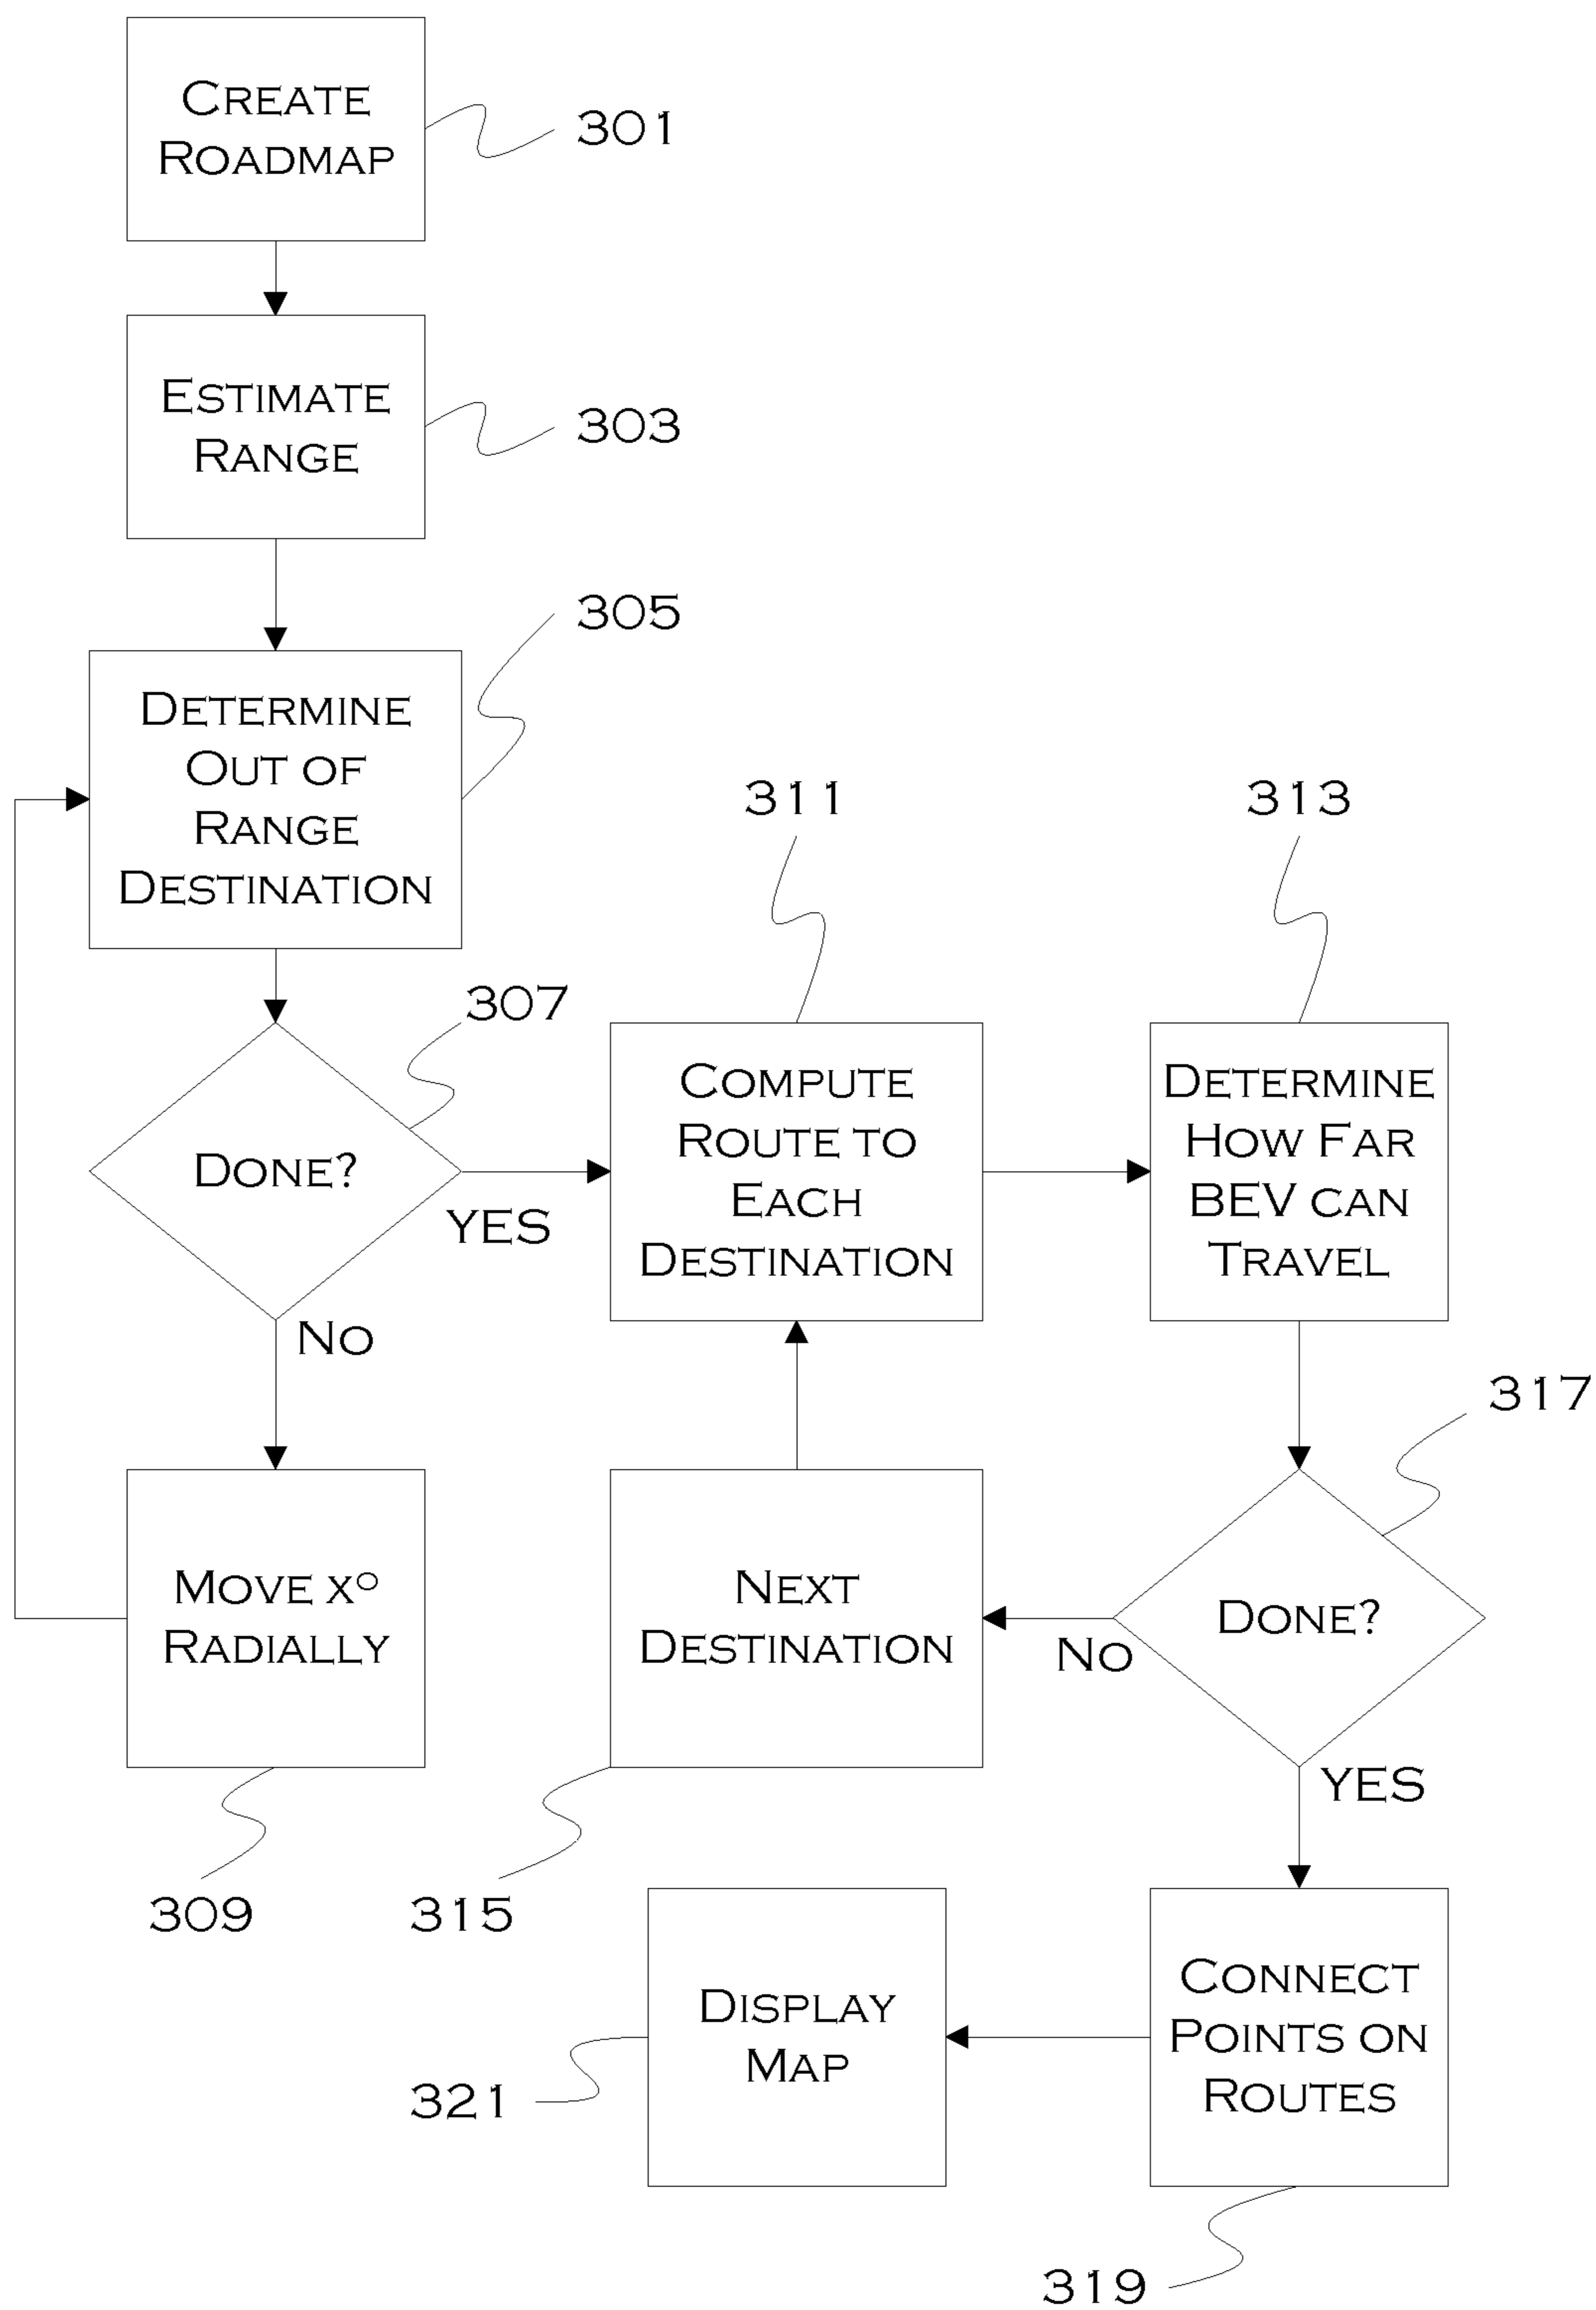 CREATE
ROADMAP
301
ESTIMATE
RANGE
303
305
DETERMINE
OUT OF
RANGE
DESTINATION
307
DONE?
YES
NO
MOVE X°
RADIALLY
309
311
COMPUTE
ROUTE TO
EACH
DESTINATION
313
DETERMINE
HOW FAR
BEV CAN
TRAVEL
317
DONE?
NO
YES
NEXT
DESTINATION
315
CONNECT
POINTS ON
ROUTES
319
DISPLAY
MAP
321